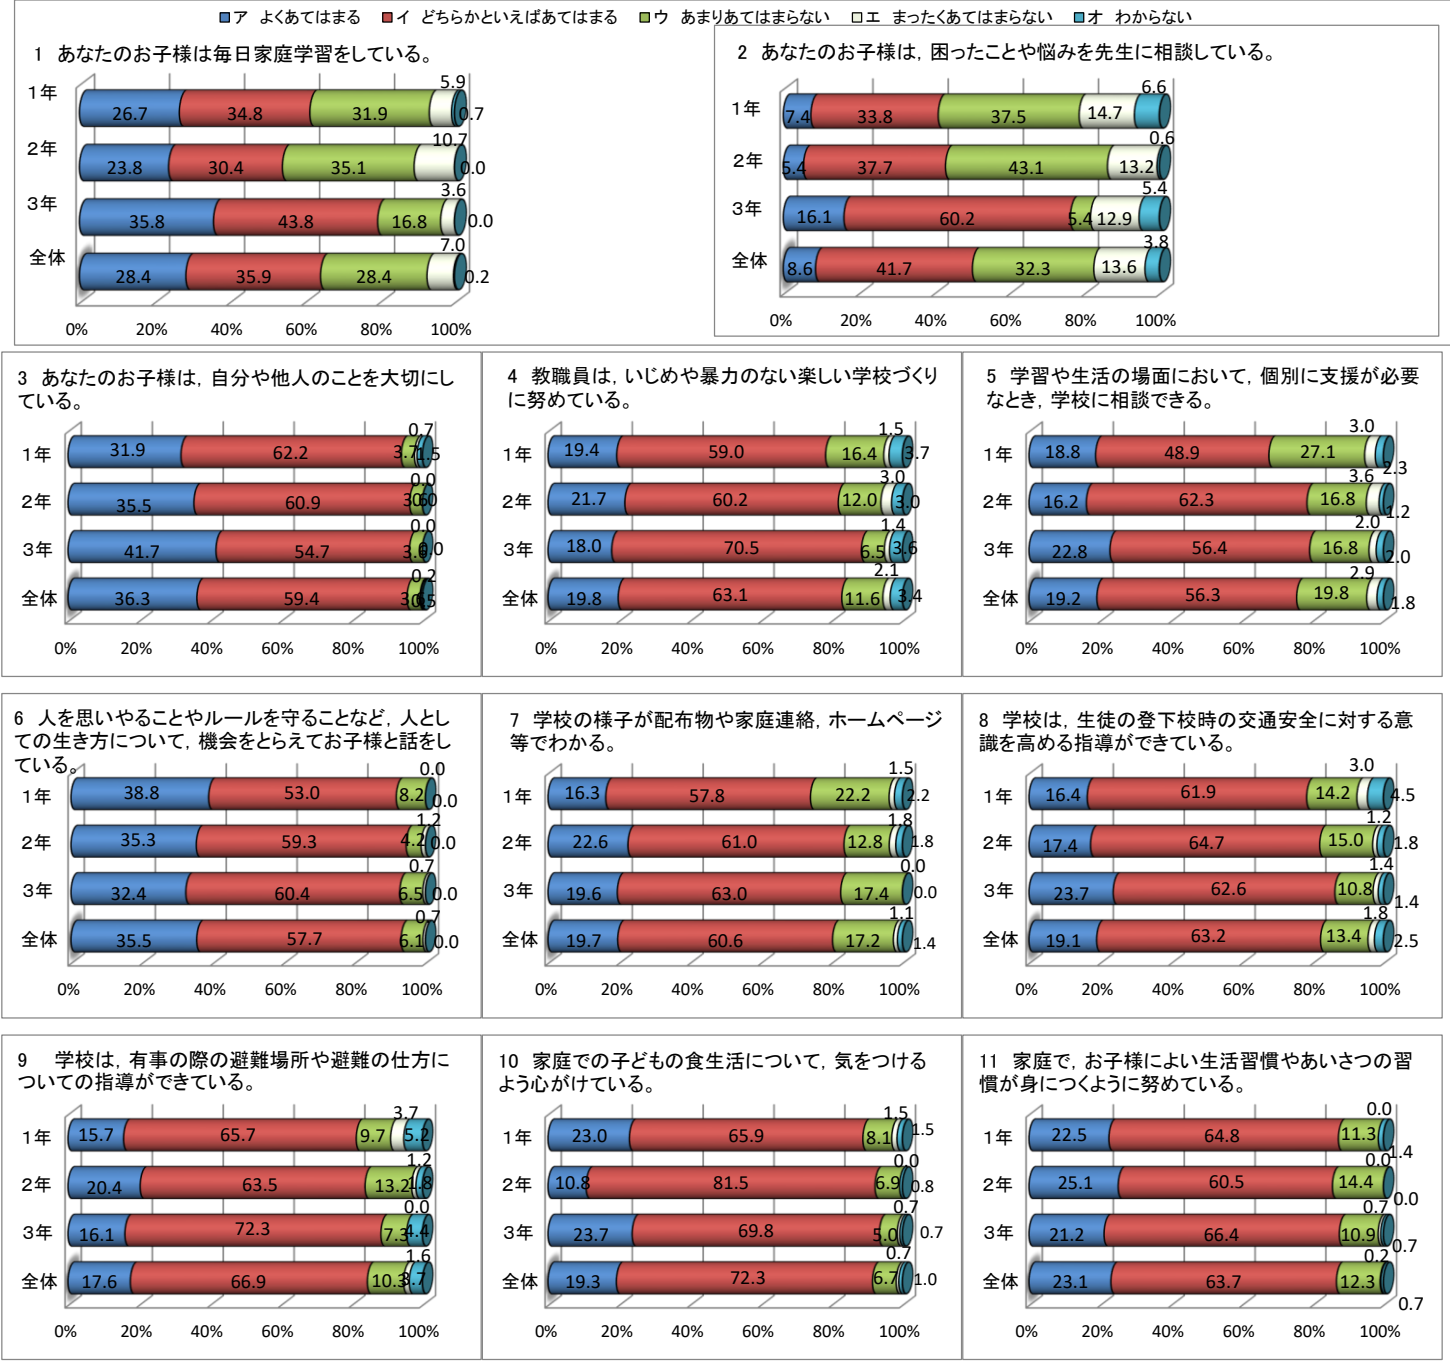 ア よくあてはまる イ どちらかといえばあてはまる ウ あまりあてはまらない エ まったくあてはまらない オ わからない
1 あなたのお子様は毎日家庭学習をしている。
1年 26.7 34.8 31.9 5.9 0.7
2年 23.8 30.4 35.1 10.7 0.0
3年 35.8 43.8 16.8 3.6 0.0
全体 28.4 35.9 28.4 7.0 0.2
0% 20% 40% 60% 80% 100%
2 あなたのお子様は,困ったことや悩みを先生に相談している。
1年 7.4 33.8 37.5 14.7 6.6
2年 5.4 37.7 43.1 13.2 0.6
3年 16.1 60.2 5.4 12.9 5.4
全体 8.6 41.7 32.3 13.6 3.8
0% 20% 40% 60% 80% 100%
3 あなたのお子様は,自分や他人のことを大切にし
ている。
1年 31.9 62.2 3.7 0.7 1.5
2年 35.5 60.9 3.6 0.0 0.0
3年 41.7 54.7 3.6 0.0 0.0
全体 36.3 59.4 3.6 0.2 0.5
0% 20% 40% 60% 80% 100%
4 教職員は,いじめや暴力のない楽しい学校づくり
に努めている。
1年 19.4 59.0 16.4 1.5 3.7
2年 21.7 60.2 12.0 3.0 3.0
3年 18.0 70.5 6.5 1.4 3.6
全体 19.8 63.1 11.6 2.1 3.4
0% 20% 40% 60% 80% 100%
5 学習や生活の場面において,個別に支援が必要
なとき,学校に相談できる。
1年 18.8 48.9 27.1 3.0 2.3
2年 16.2 62.3 16.8 3.6 1.2
3年 22.8 56.4 16.8 2.0 2.0
全体 19.2 56.3 19.8 2.9 1.8
0% 20% 40% 60% 80% 100%
6 人を思いやることやルールを守ることなど,人とし
ての生き方について,機会をとらえてお子様と話をし
ている。
1年 38.8 53.0 8.2 0.0 0.0
2年 35.3 59.3 4.2 1.2 0.0
3年 32.4 60.4 6.5 0.7 0.0
全体 35.5 57.7 6.1 0.7 0.0
0% 20% 40% 60% 80% 100%
7 学校の様子が配布物や家庭連絡,ホームページ
等でわかる。
1年 16.3 57.8 22.2 1.5 2.2
2年 22.6 61.0 12.8 1.8 1.8
3年 19.6 63.0 17.4 0.0 0.0
全体 19.7 60.6 17.2 1.1 1.4
0% 20% 40% 60% 80% 100%
8 学校は,生徒の登下校時の交通安全に対する意
識を高める指導ができている。
1年 16.4 61.9 14.2 3.0 4.5
2年 17.4 64.7 15.0 1.2 1.8
3年 23.7 62.6 10.8 1.4 1.4
全体 19.1 63.2 13.4 1.8 2.5
0% 20% 40% 60% 80% 100%
9 学校は,有事の際の避難場所や避難の仕方に
ついての指導ができている。
1年 15.7 65.7 9.7 3.7 5.2
2年 20.4 63.5 13.2 1.2 1.8
3年 16.1 72.3 7.3 0.0 4.4
全体 17.6 66.9 10.3 1.6 3.7
0% 20% 40% 60% 80% 100%
10 家庭での子どもの食生活について,気をつける
よう心がけている。
1年 23.0 65.9 8.1 1.5 1.5
2年 10.8 81.5 6.9 0.0 0.8
3年 23.7 69.8 5.0 0.7 0.7
全体 19.3 72.3 6.7 0.7 1.0
0% 20% 40% 60% 80% 100%
11 家庭で,お子様によい生活習慣やあいさつの習
慣が身につくように努めている。
1年 22.5 64.8 11.3 0.0 1.4
2年 25.1 60.5 14.4 0.0 0.0
3年 21.2 66.4 10.9 0.7 0.7
全体 23.1 63.7 12.3 0.2 0.7
0% 20% 40% 60% 80% 100%